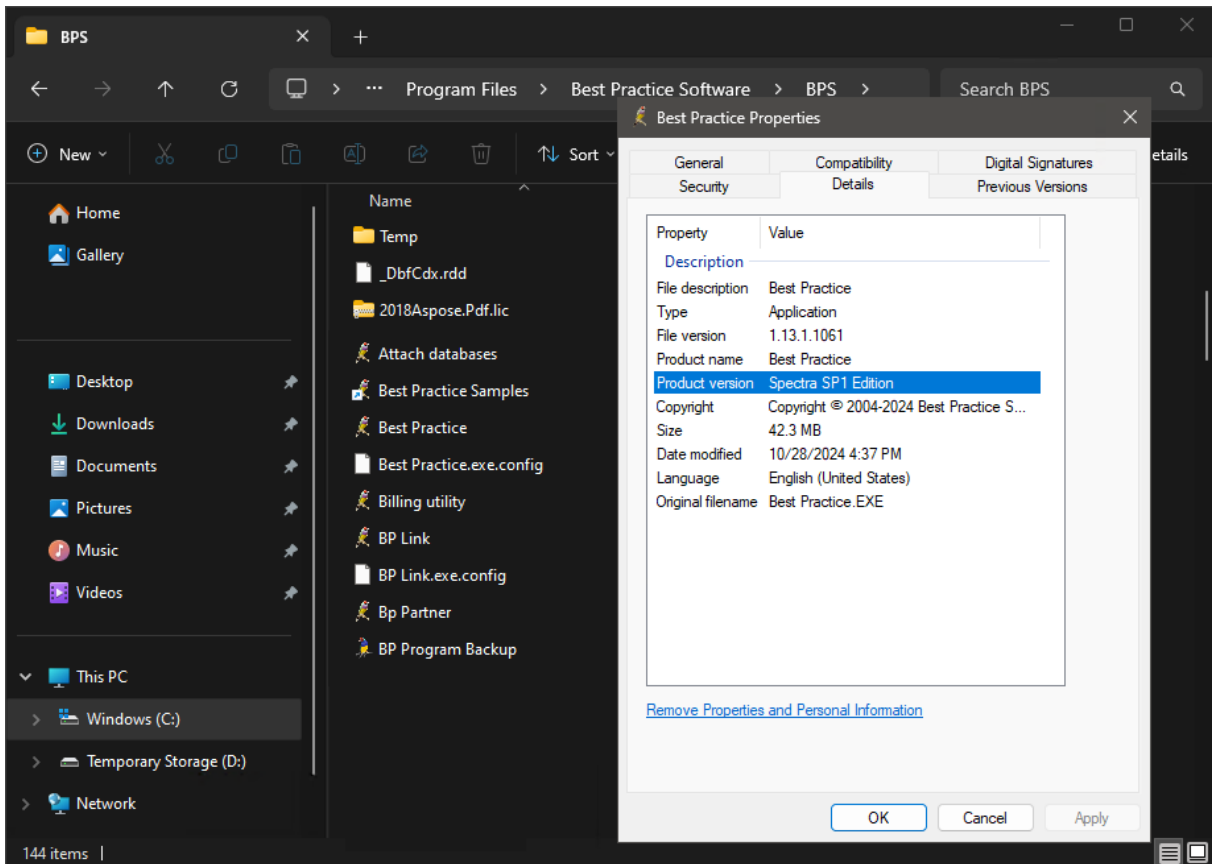 BPS
Program Files > Best Practice Software > BPS >
Search BPS
New
Sort
etails
Home
Gallery
Desktop
Downloads
Documents
Pictures
Music
Videos
This PC
Windows (C:)
Temporary Storage (D:)
Network
144 items
Name
Temp
_DbfCdx.rdd
2018Aspose.Pdf.lic
Attach databases
Best Practice Samples
Best Practice
Best Practice.exe.config
Billing utility
BP Link
BP Link.exe.config
Bp Partner
BP Program Backup
Best Practice Properties
General Compatibility Digital Signatures
Security Details Previous Versions
Property Value
Description
File description Best Practice
Type Application
File version 1.13.1.1061
Product name Best Practice
Product version Spectra SP1 Edition
Copyright Copyright © 2004-2024 Best Practice S...
Size 42.3 MB
Date modified 10/28/2024 4:37 PM
Language English (United States)
Original filename Best Practice.EXE
Remove Properties and Personal Information
OK Cancel Apply